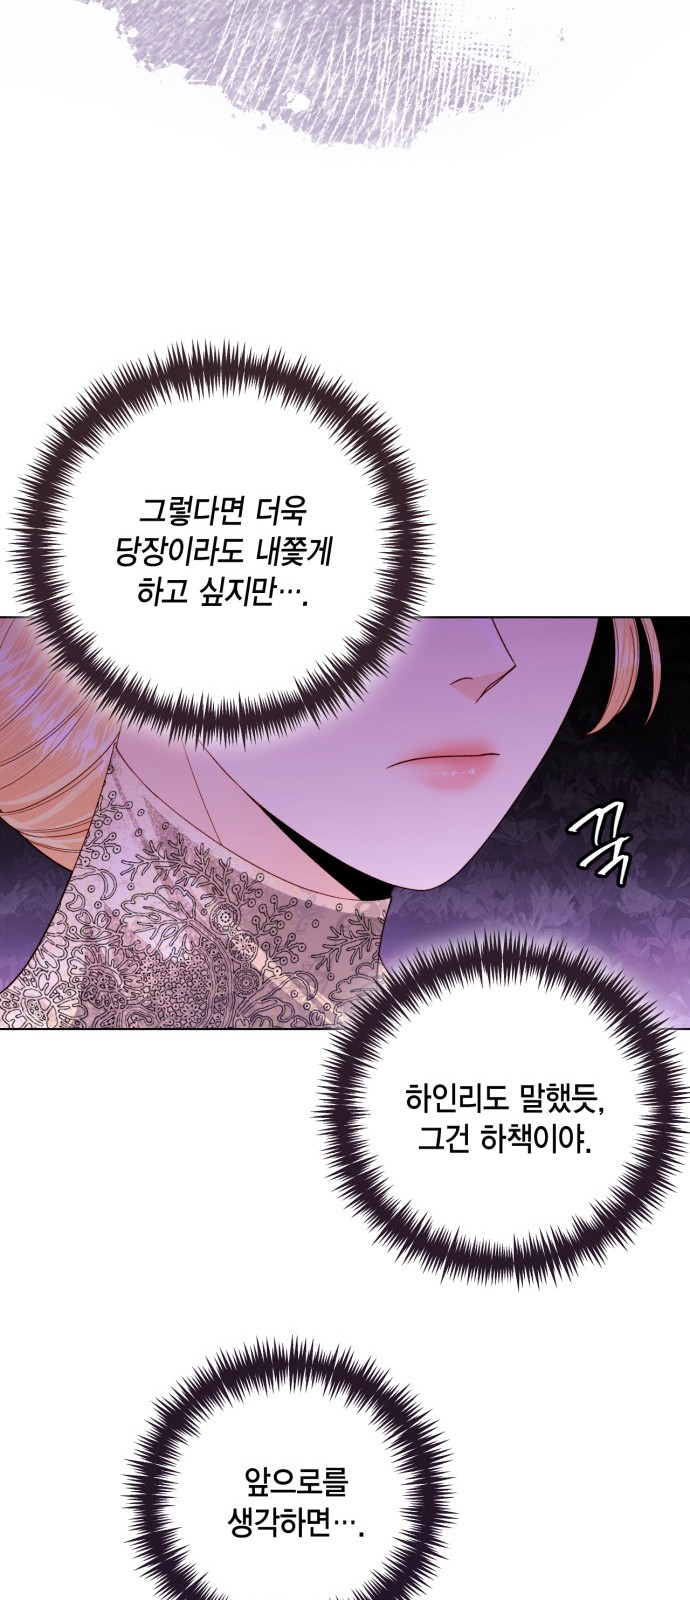 그렇다면 더욱
당장이라도 내쫓게
하고 싶지만….
꾹
하인리도 말했듯,
그건 하책이야.
앞으로를
생각하면….